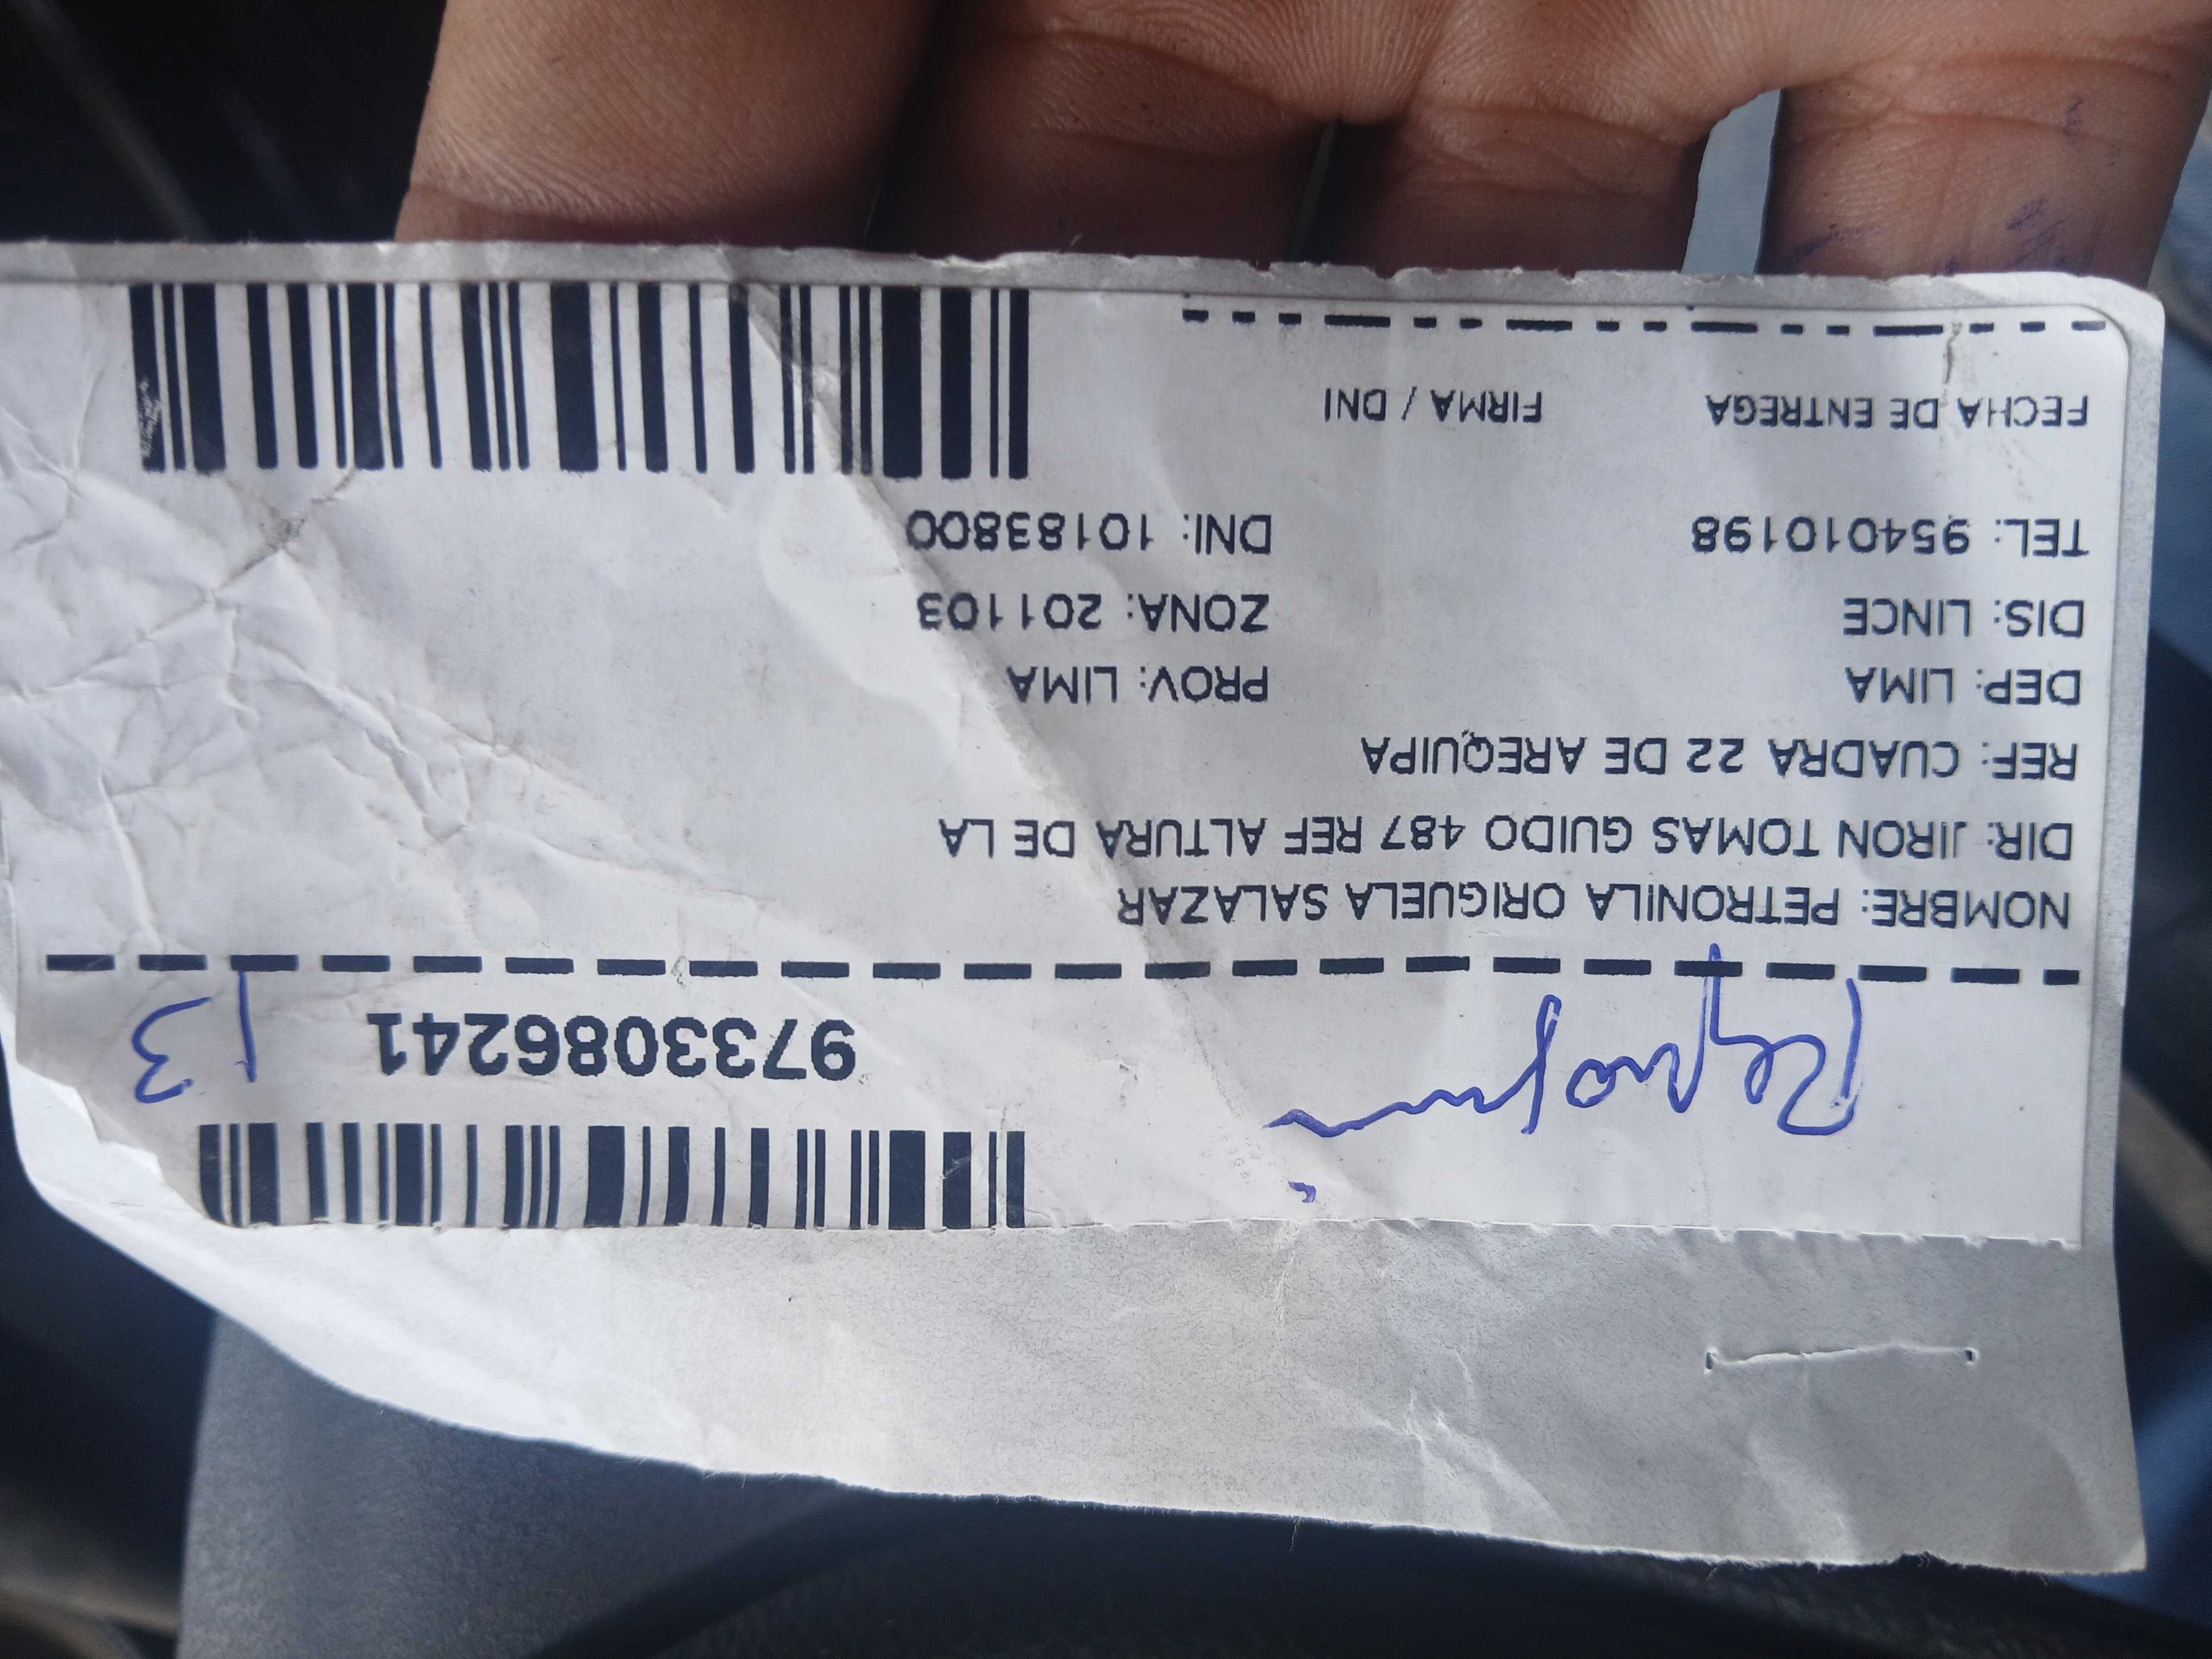 9733086241 13
NOMBRE: PETRONILA ORIGUELA SALAZAR
DIR: JIRON TOMAS GUIDO 487 REF ALTURA DE LA
REF: CUADRA 22 DE AREQUIPA
DEP: LIMA PROV: LIMA
DIS: LINCE ZONA: 201103
TEL: 95401O198 DNI: 10183800
FECHA DE ENTREGA FIRMA / DNI